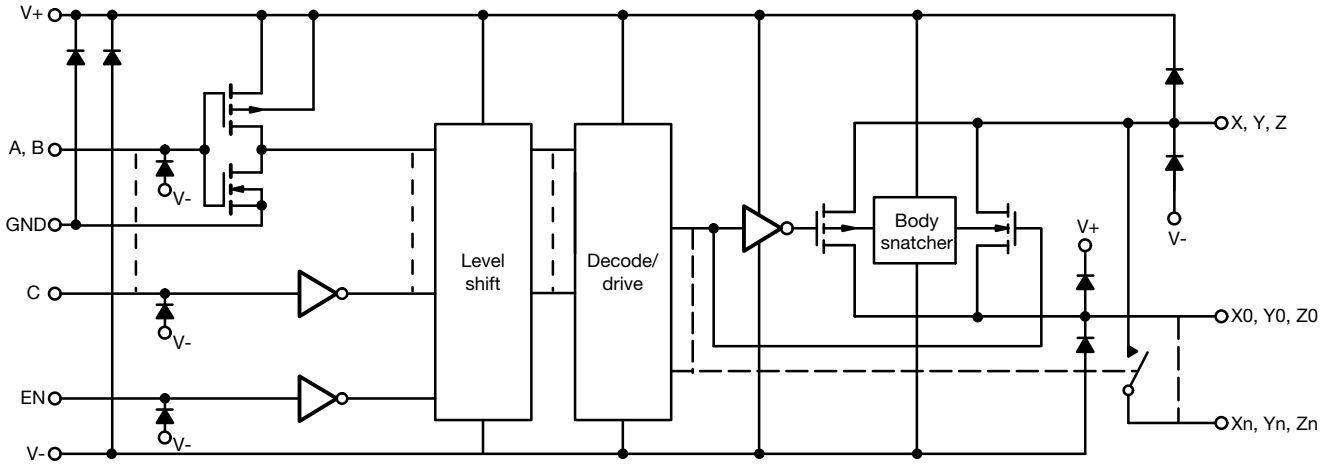 V+
X, Y, Z
A, B
V-
GND
Body
snatcher
V+
V-
Level
shift
Decode/
drive
C
X0, Y0, Z0
V-
EN
Xn, Yn, Zn
V-
V-